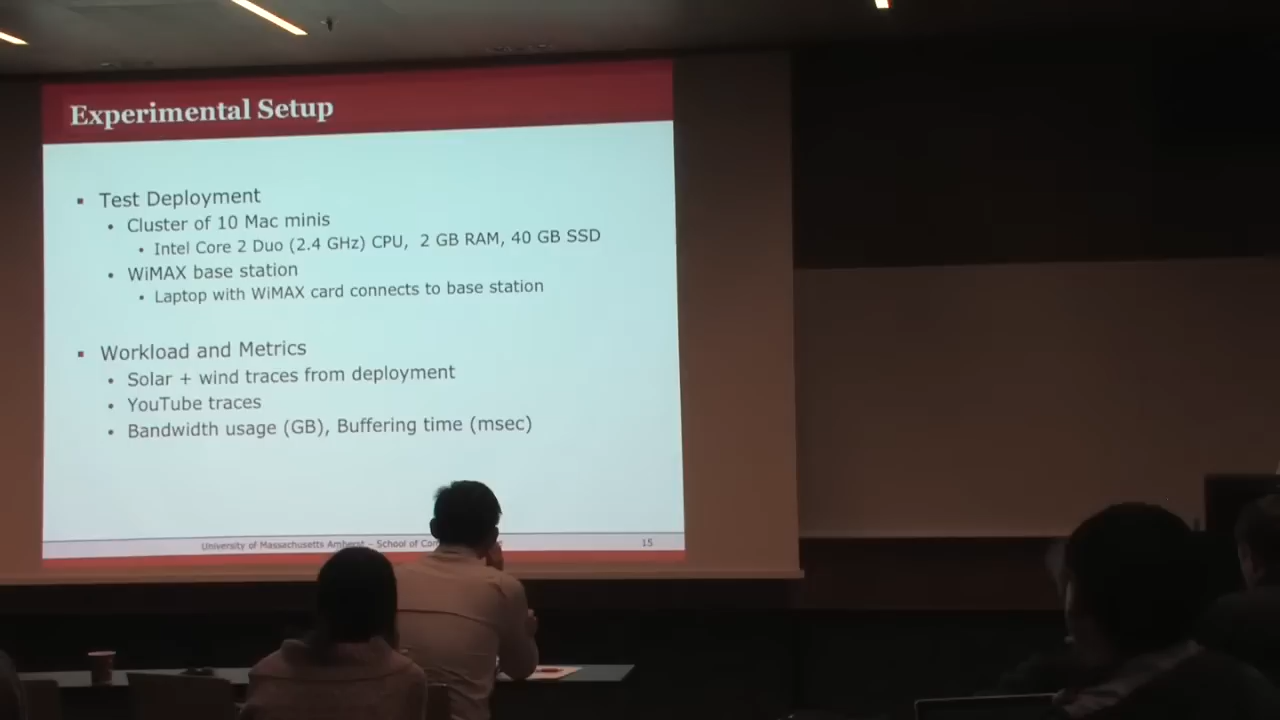 Experimental Setup
▪ Test Deployment
• Cluster of 10 Mac minis
• Intel Core 2 Duo (2.4 GHz) CPU, 2 GB RAM, 40 GB SSD
• WiMAX base station
• Laptop with WiMAX card connects to base station
▪ Workload and Metrics
• Solar + wind traces from deployment
• YouTube traces
• Bandwidth usage (GB), Buffering time (msec)
University of Massachusetts Amherst – School of
15